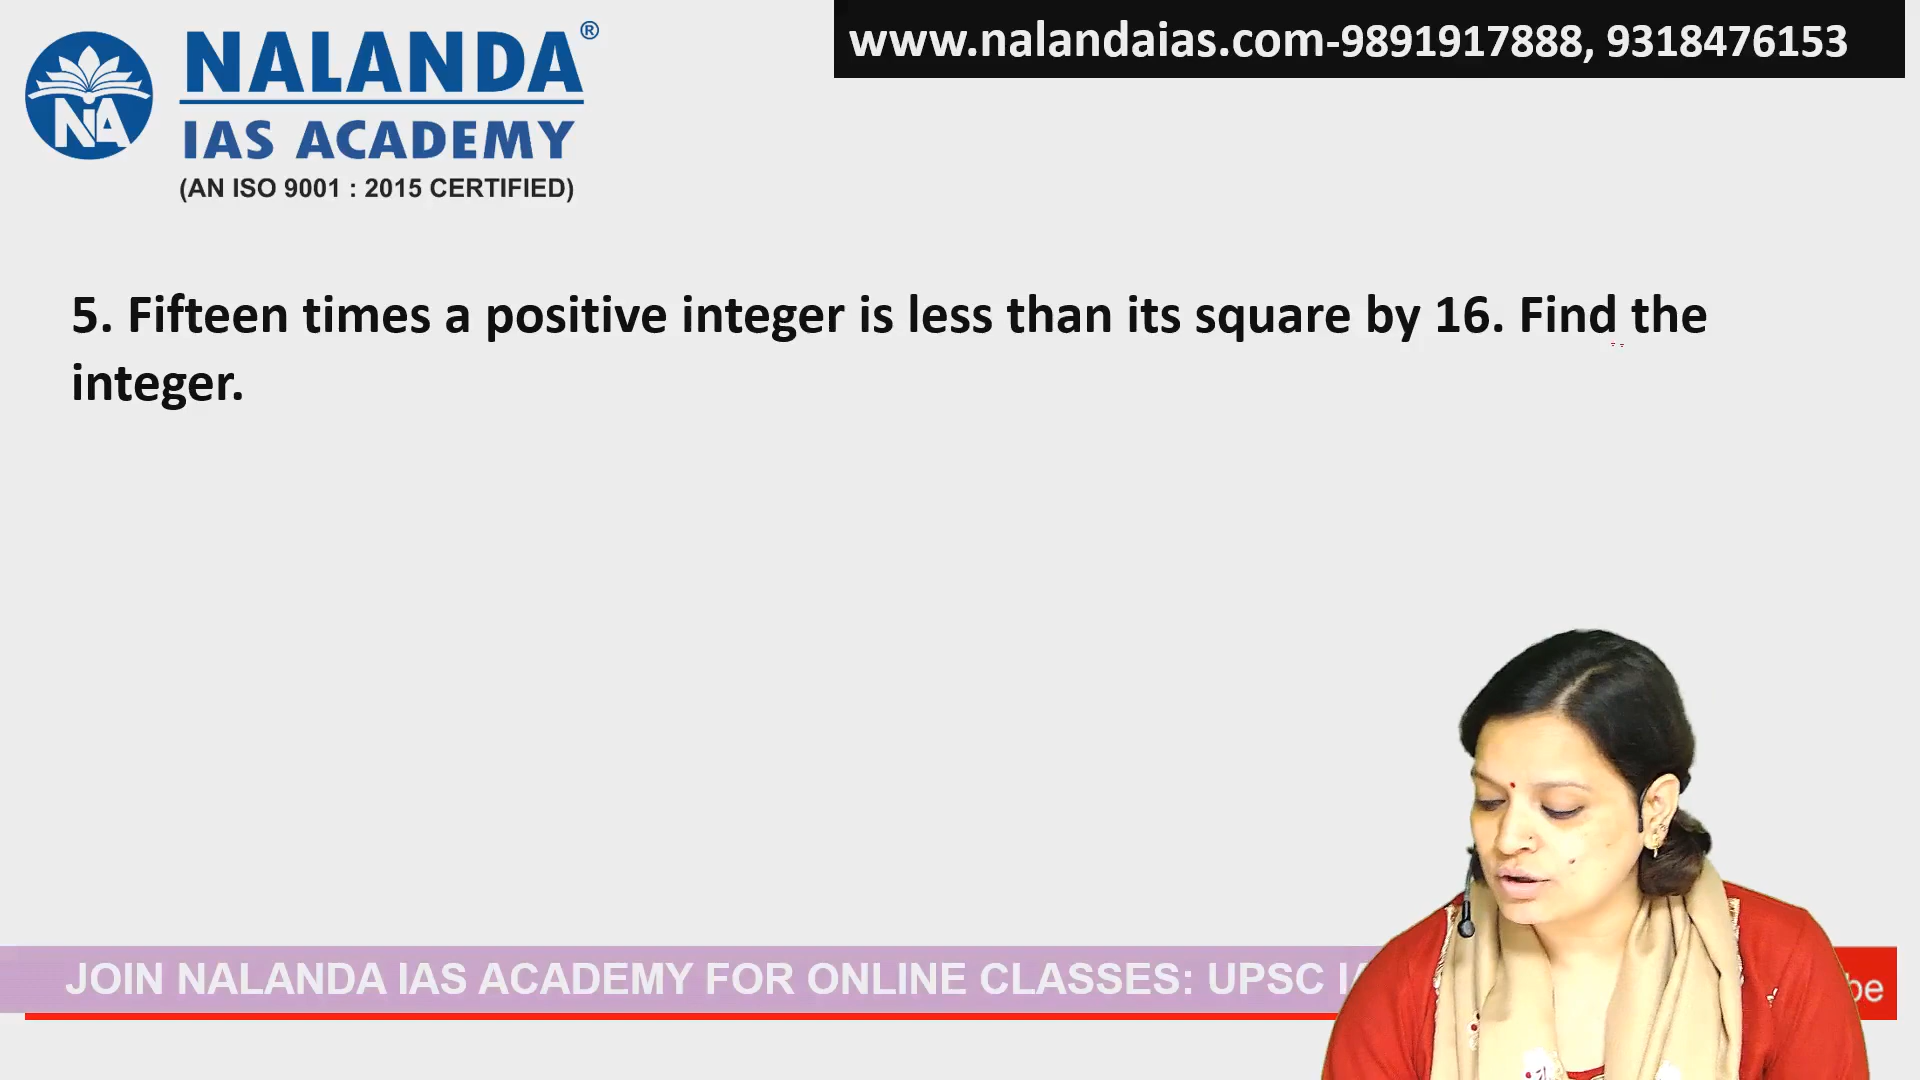 NALANDA®
IAS ACADEMY
(AN ISO 9001 : 2015 CERTIFIED)
NA
www.nalandaias.com-9891917888, 9318476153
5. Fifteen times a positive integer is less than its square by 16. Find the
integer.
JOIN NALANDA IAS ACADEMY FOR ONLINE CLASSES: UPSC